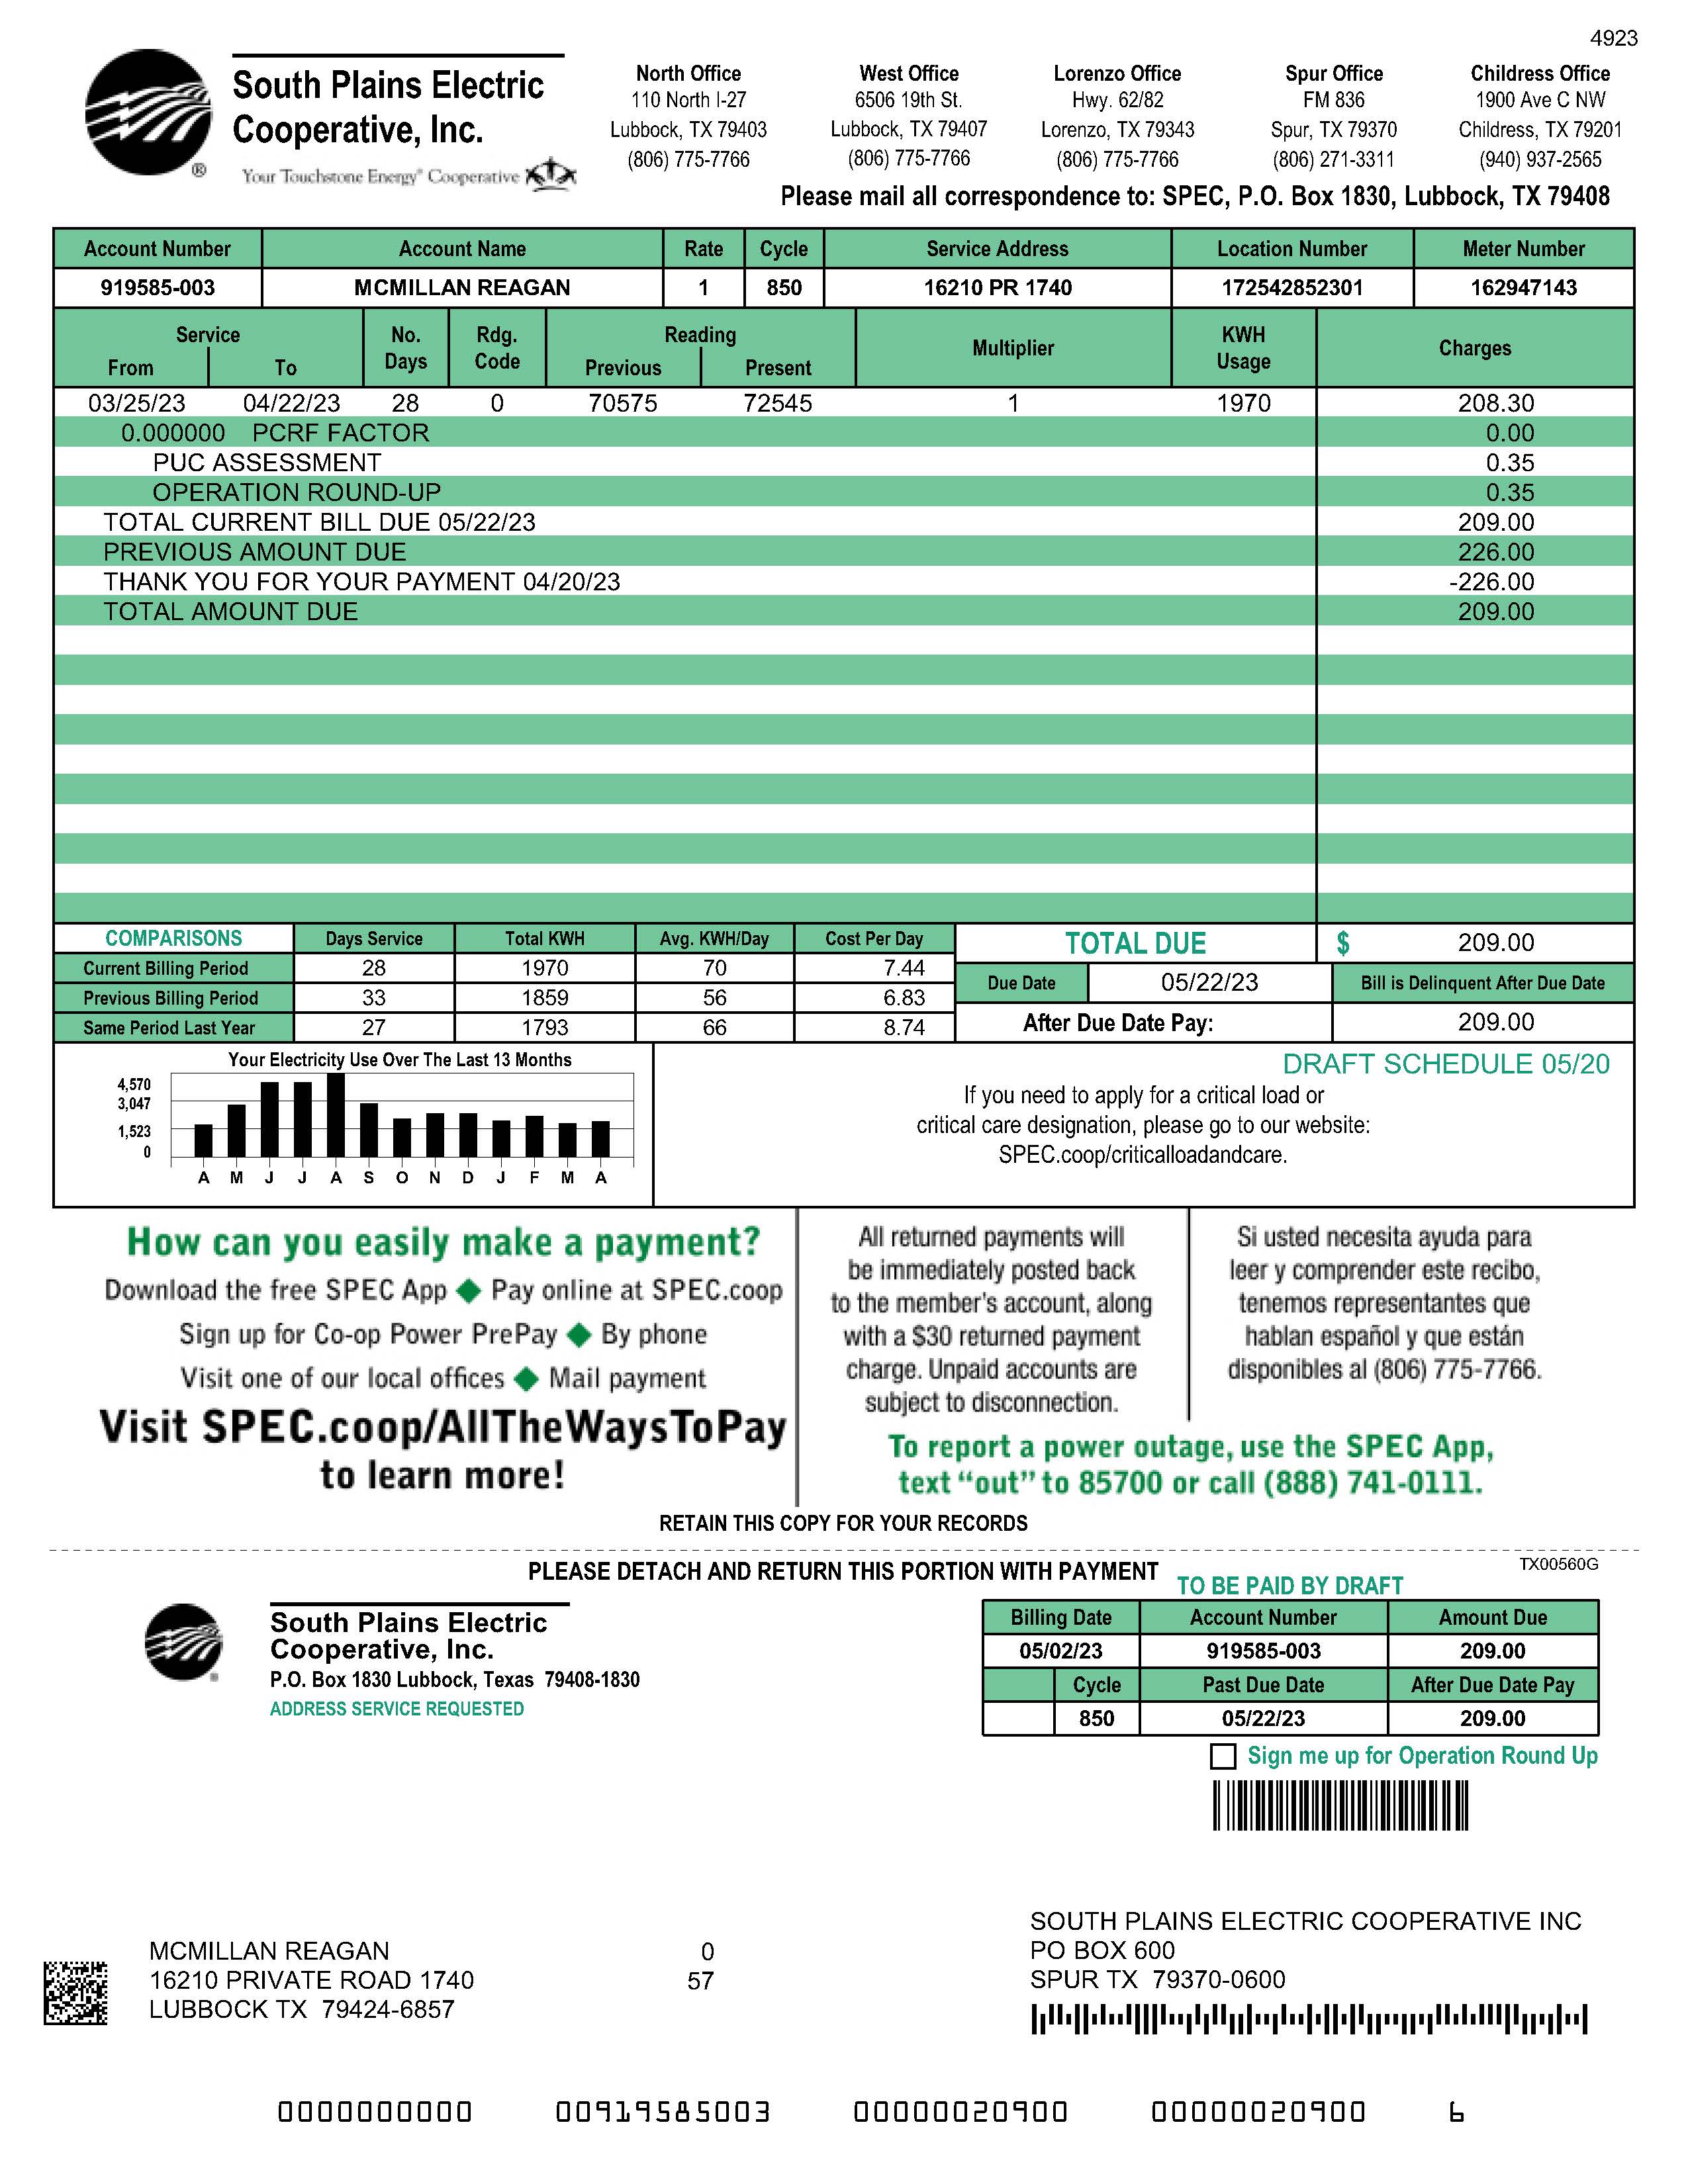 4923
South Plains Electric
Cooperative, Inc.
Your Touchstone Energy® Cooperative
®
North Office
110 North I-27
Lubbock, TX 79403
(806) 775-7766
West Office
6506 19th St.
Lubbock, TX 79407
(806) 775-7766
Lorenzo Office
Hwy. 62/82
Lorenzo, TX 79343
(806) 775-7766
Spur Office
FM 836
Spur, TX 79370
(806) 271-3311
Childress Office
1900 Ave C NW
Childress, TX 79201
(940) 937-2565
Please mail all correspondence to: SPEC, P.O. Box 1830, Lubbock, TX 79408
Account Number Account Name Rate Cycle Service Address Location Number Meter Number
919585-003 MCMILLAN REAGAN 1 850 16210 PR 1740 172542852301 162947143
Service No. Days Rdg. Code Reading Multiplier KWH Usage Charges
From To Previous Present
03/25/23 04/22/23 28 0 70575 72545 1 1970 208.30
0.000000 PCRF FACTOR 0.00
PUC ASSESSMENT 0.35
OPERATION ROUND-UP 0.35
TOTAL CURRENT BILL DUE 05/22/23 209.00
PREVIOUS AMOUNT DUE 226.00
THANK YOU FOR YOUR PAYMENT 04/20/23 -226.00
TOTAL AMOUNT DUE 209.00
COMPARISONS Days Service Total KWH Avg. KWH/Day Cost Per Day
Current Billing Period 28 1970 70 7.44
Previous Billing Period 33 1859 56 6.83
Same Period Last Year 27 1793 66 8.74
TOTAL DUE $ 209.00
Due Date 05/22/23 Bill is Delinquent After Due Date
After Due Date Pay: 209.00
Your Electricity Use Over The Last 13 Months
4,570
3,047
1,523
0
A M J J A S O N D J F M A
DRAFT SCHEDULE 05/20
If you need to apply for a critical load or
critical care designation, please go to our website:
SPEC.coop/criticalloadandcare.
How can you easily make a payment?
Download the free SPEC App ◆ Pay online at SPEC.coop
Sign up for Co-op Power PrePay ◆ By phone
Visit one of our local offices ◆ Mail payment
Visit SPEC.coop/AllTheWaysToPay
to learn more!
All returned payments will
be immediately posted back
to the member's account, along
with a $30 returned payment
charge. Unpaid accounts are
subject to disconnection.
Si usted necesita ayuda para
leer y comprender este recibo,
tenemos representantes que
hablan español y que están
disponibles al (806) 775-7766.
To report a power outage, use the SPEC App,
text “out” to 85700 or call (888) 741-0111.
RETAIN THIS COPY FOR YOUR RECORDS
PLEASE DETACH AND RETURN THIS PORTION WITH PAYMENT
TX00560G
TO BE PAID BY DRAFT
South Plains Electric
Cooperative, Inc.
P.O. Box 1830 Lubbock, Texas 79408-1830
ADDRESS SERVICE REQUESTED
Billing Date Account Number Amount Due
05/02/23 919585-003 209.00
Cycle Past Due Date After Due Date Pay
850 05/22/23 209.00
Sign me up for Operation Round Up
MCMILLAN REAGAN
16210 PRIVATE ROAD 1740
LUBBOCK TX 79424-6857
0
57
SOUTH PLAINS ELECTRIC COOPERATIVE INC
PO BOX 600
SPUR TX 79370-0600
0000000000 00919585003 00000020900 00000020900 6